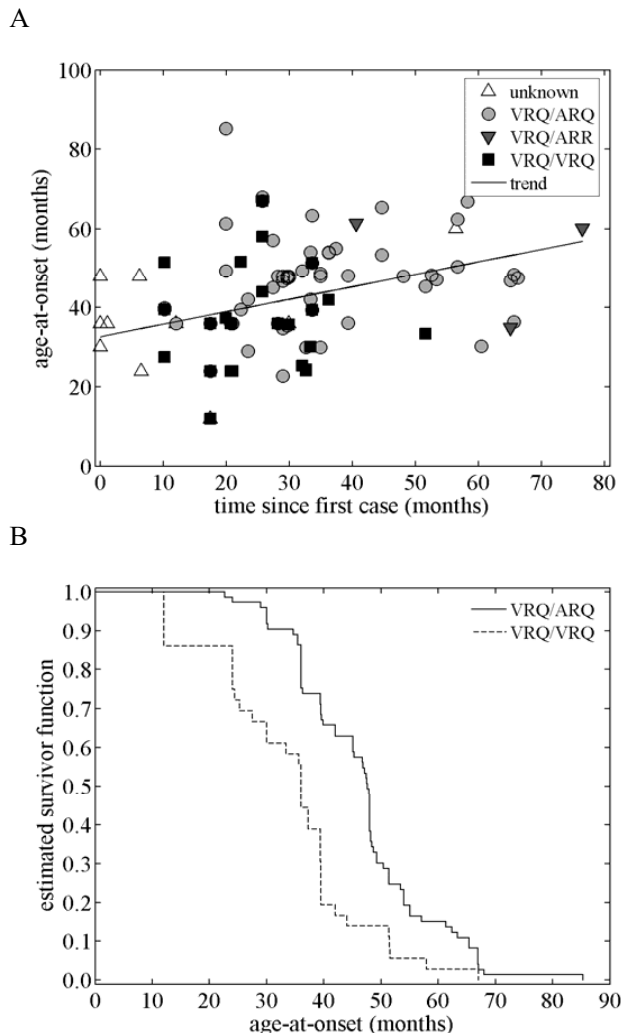 A
100
80
60
40
20
0
age-at-onset (months)
unknown
VRQ/ARQ
VRQ/ARR
VRQ/VRQ
trend
0 10 20 30 40 50 60 70 80
time since first case (months)
B
1.0
0.9
0.8
0.7
0.6
0.5
0.4
0.3
0.2
0.1
0.0
estimated survivor function
VRQ/ARQ
VRQ/VRQ
0 10 20 30 40 50 60 70 80 90
age-at-onset (months)